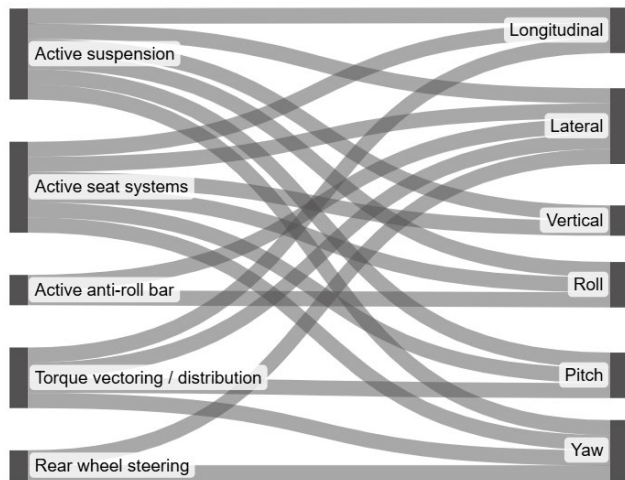 Active suspension
Active seat systems
Active anti-roll bar
Torque vectoring / distribution
Rear wheel steering
Longitudinal
Lateral
Vertical
Roll
Pitch
Yaw